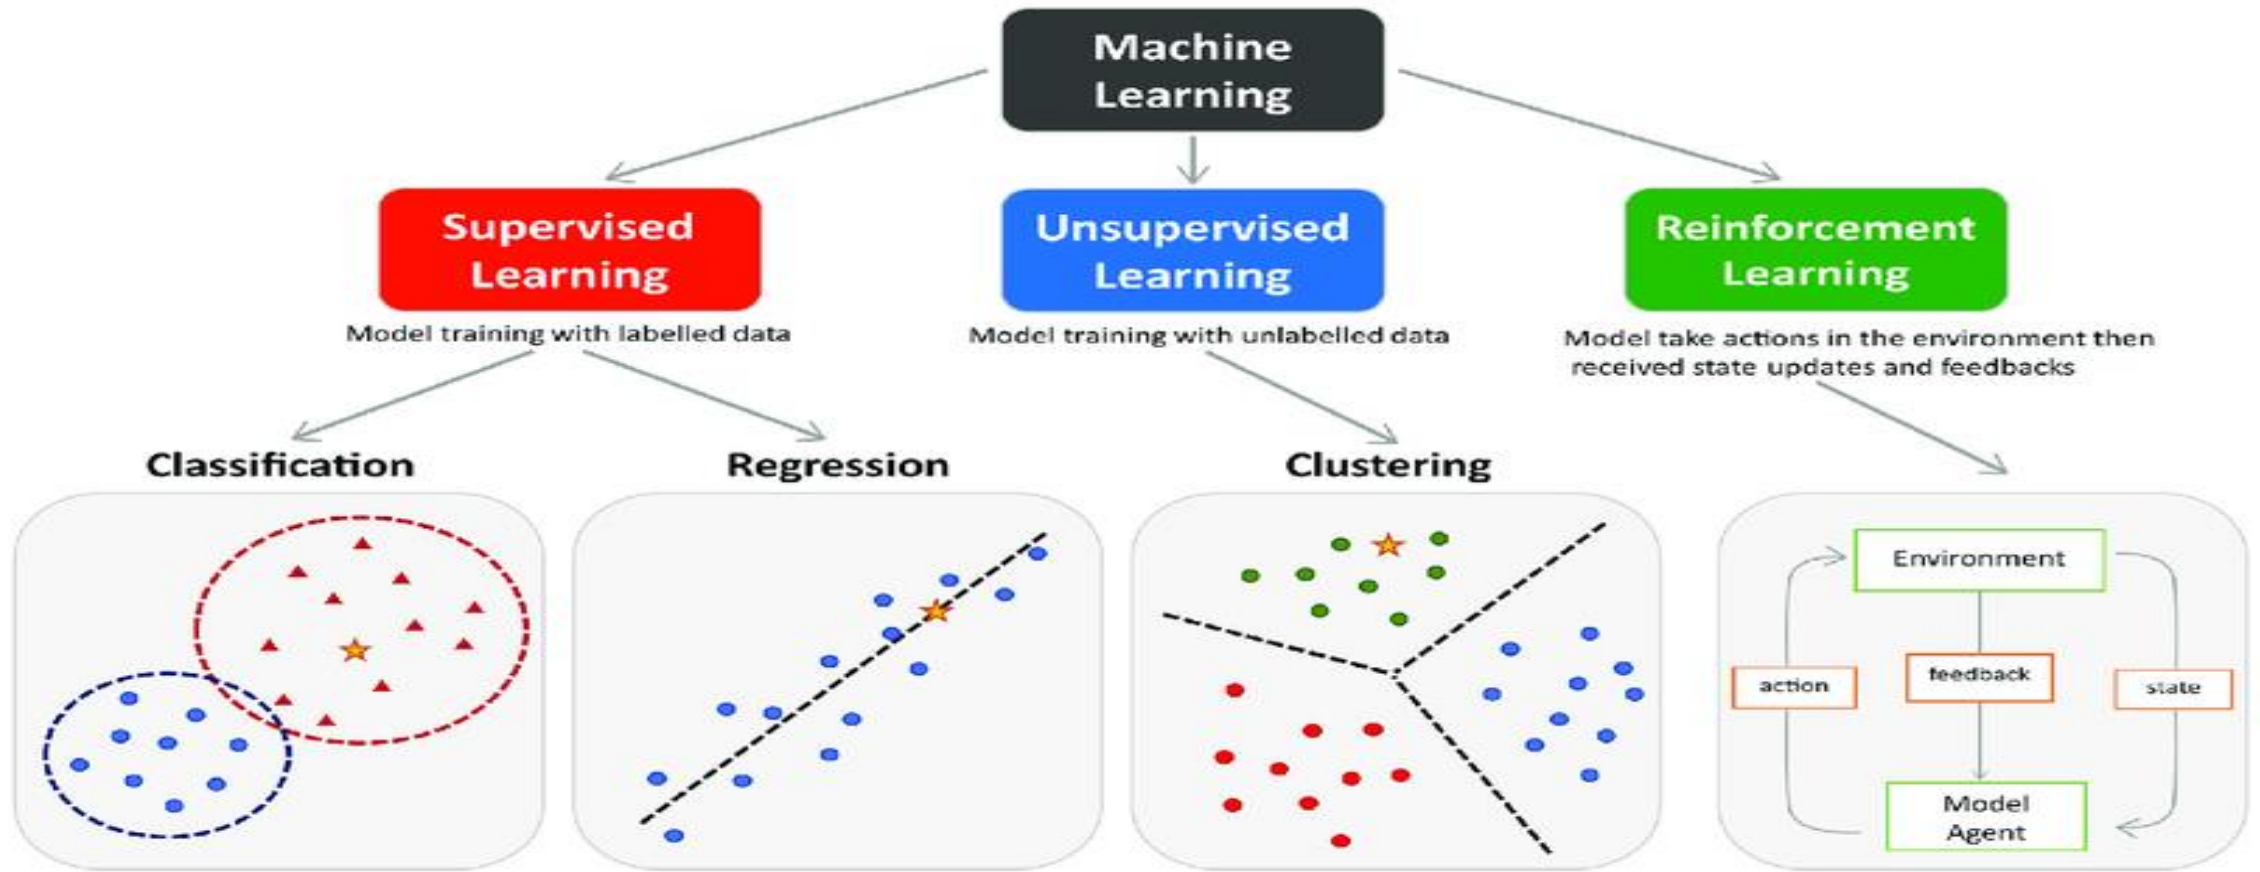 Machine
Learning
Supervised
Learning
Unsupervised
Learning
Reinforcement
Learning
Model training with labelled data
Model training with unlabelled data
Model take actions in the environment then
received state updates and feedbacks
Classification
Regression
Clustering
Environment
action
feedback
state
Model
Agent